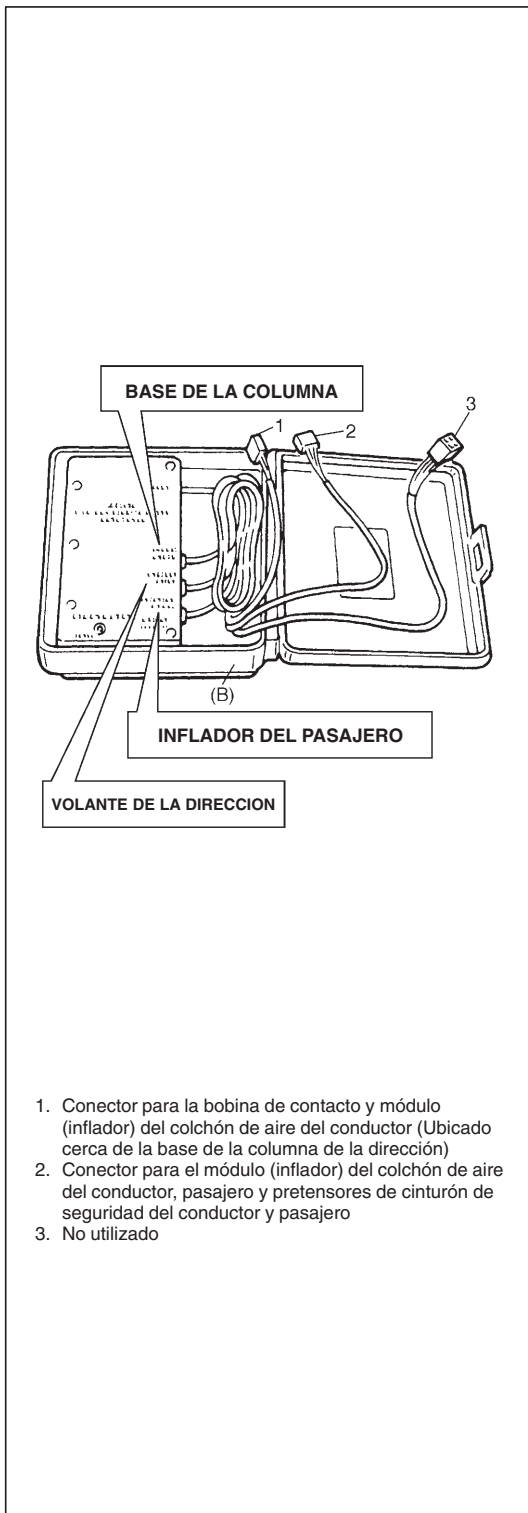 BASE DE LA COLUMNA
1
2
3
(B)
INFLADOR DEL PASAJERO
VOLANTE DE LA DIRECCION
1. Conector para la bobina de contacto y módulo
(inflador) del colchón de aire del conductor (Ubicado
cerca de la base de la columna de la dirección)
2. Conector para el módulo (inflador) del colchón de aire
del conductor, pasajero y pretensores de cinturón de
seguridad del conductor y pasajero
3. No utilizado